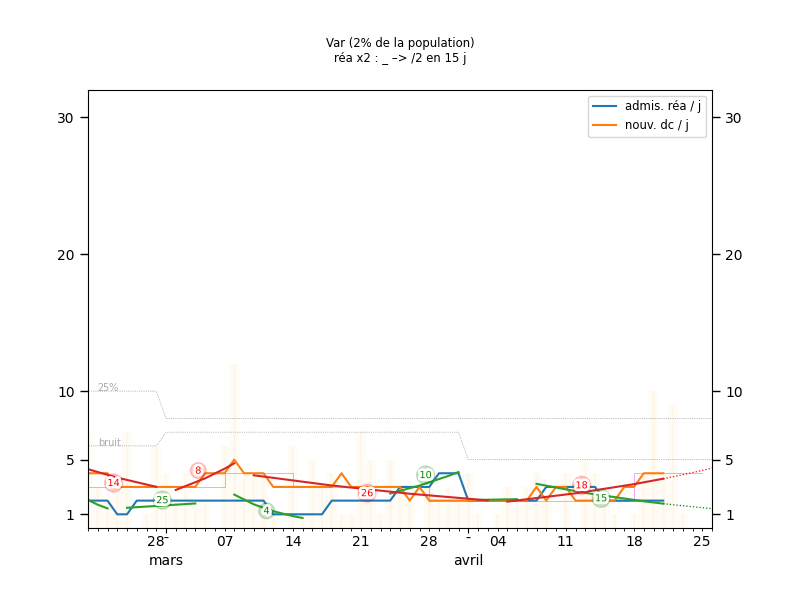 Var (2% de la population)
réa x2 : _ –> /2 en 15 j
admis. réa / j
nouv. dc / j
30 30
20 20
10 10
25%
bruit
5 5
1 1
14 8 25 4 26 10 18 15
28 07 14 21 28 04 11 18 25
mars avril